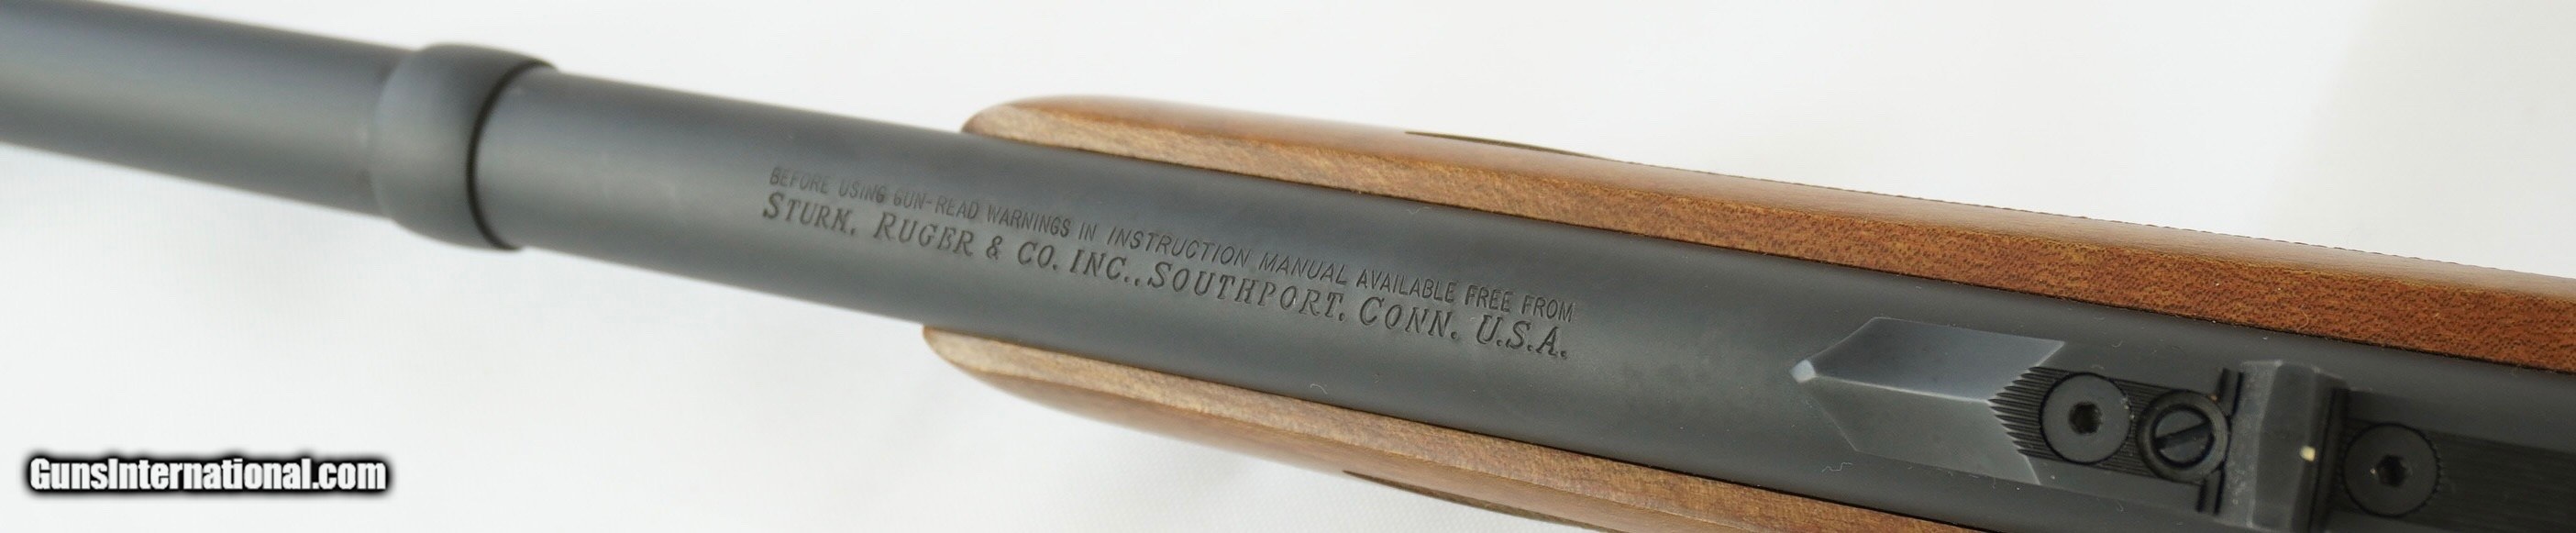 BEFORE USING GUN-READ WARNINGS IN INSTRUCTION MANUAL AVAILABLE FREE FROM
STURM, RUGER & CO. INC., SOUTHPORT, CONN. U.S.A.
GunsInternational.com